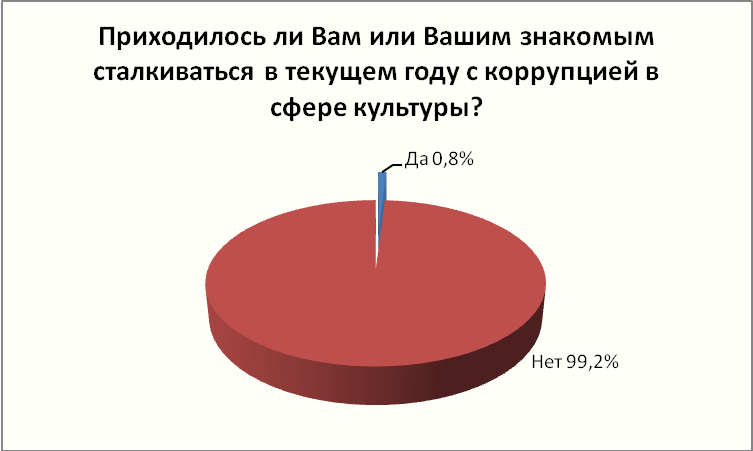 Приходилось ли Вам или Вашим знакомым
сталкиваться в текущем году с коррупцией в
сфере культуры?
Да 0,8%
Нет 99,2%